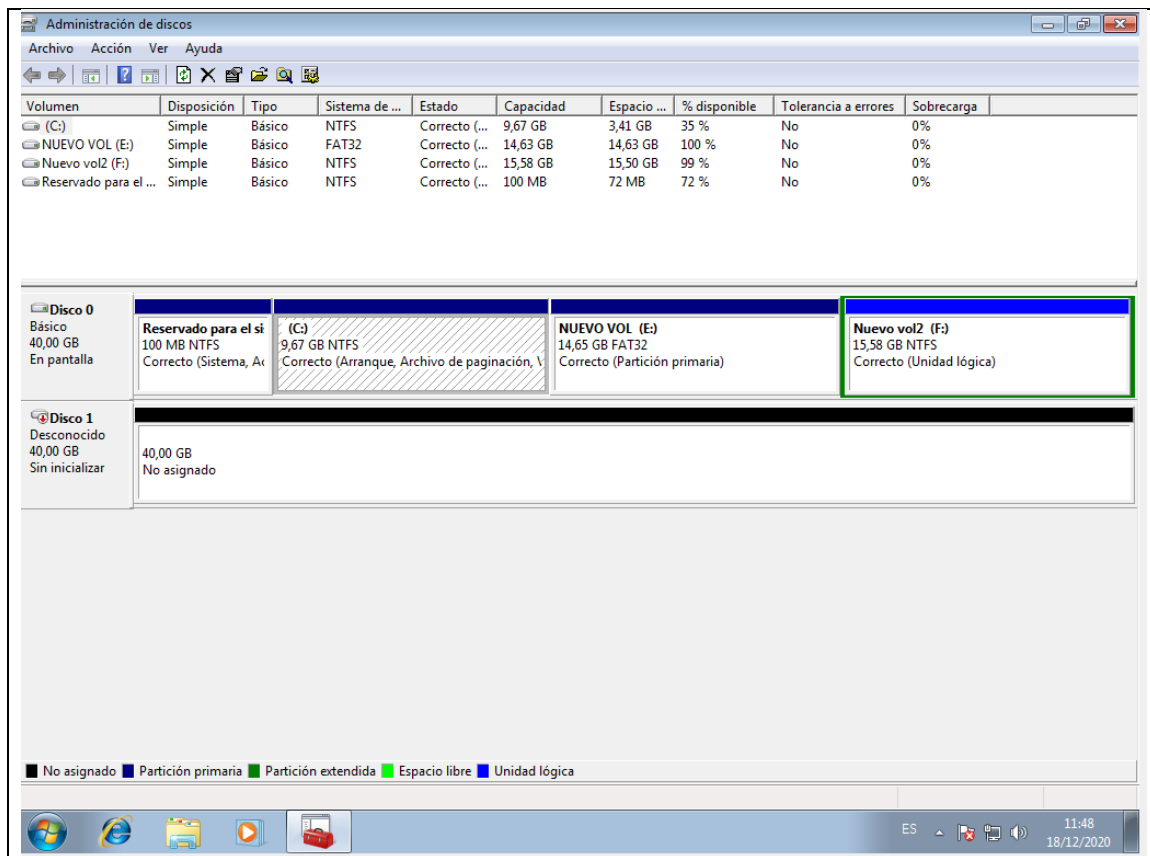 Administración de discos
Archivo Acción Ver Ayuda
Volumen Disposición Tipo Sistema de ... Estado Capacidad Espacio ... % disponible Tolerancia a errores Sobrecarga
(C:) Simple Básico NTFS Correcto (... 9,67 GB 3,41 GB 35 % No 0%
NUEVO VOL (E:) Simple Básico FAT32 Correcto (... 14,63 GB 14,63 GB 100 % No 0%
Nuevo vol2 (F:) Simple Básico NTFS Correcto (... 15,58 GB 15,50 GB 99 % No 0%
Reservado para el ... Simple Básico NTFS Correcto (... 100 MB 72 MB 72 % No 0%
Disco 0
Básico
40,00 GB
En pantalla
Reservado para el si
100 MB NTFS
Correcto (Sistema, Ac
(C:)
9,67 GB NTFS
Correcto (Arranque, Archivo de paginación, V
NUEVO VOL (E:)
14,65 GB FAT32
Correcto (Partición primaria)
Nuevo vol2 (F:)
15,58 GB NTFS
Correcto (Unidad lógica)
Disco 1
Desconocido
40,00 GB
Sin inicializar
40,00 GB
No asignado
No asignado Partición primaria Partición extendida Espacio libre Unidad lógica
ES
11:48
18/12/2020